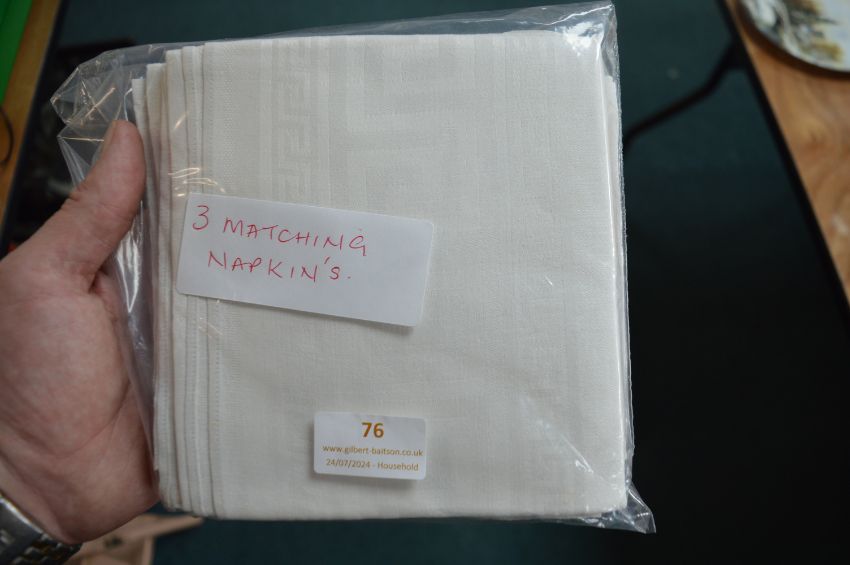 3 MATCHING
NAPKIN'S.
76
www.gilbert-baitson.co.uk
24/07/2024 - Household